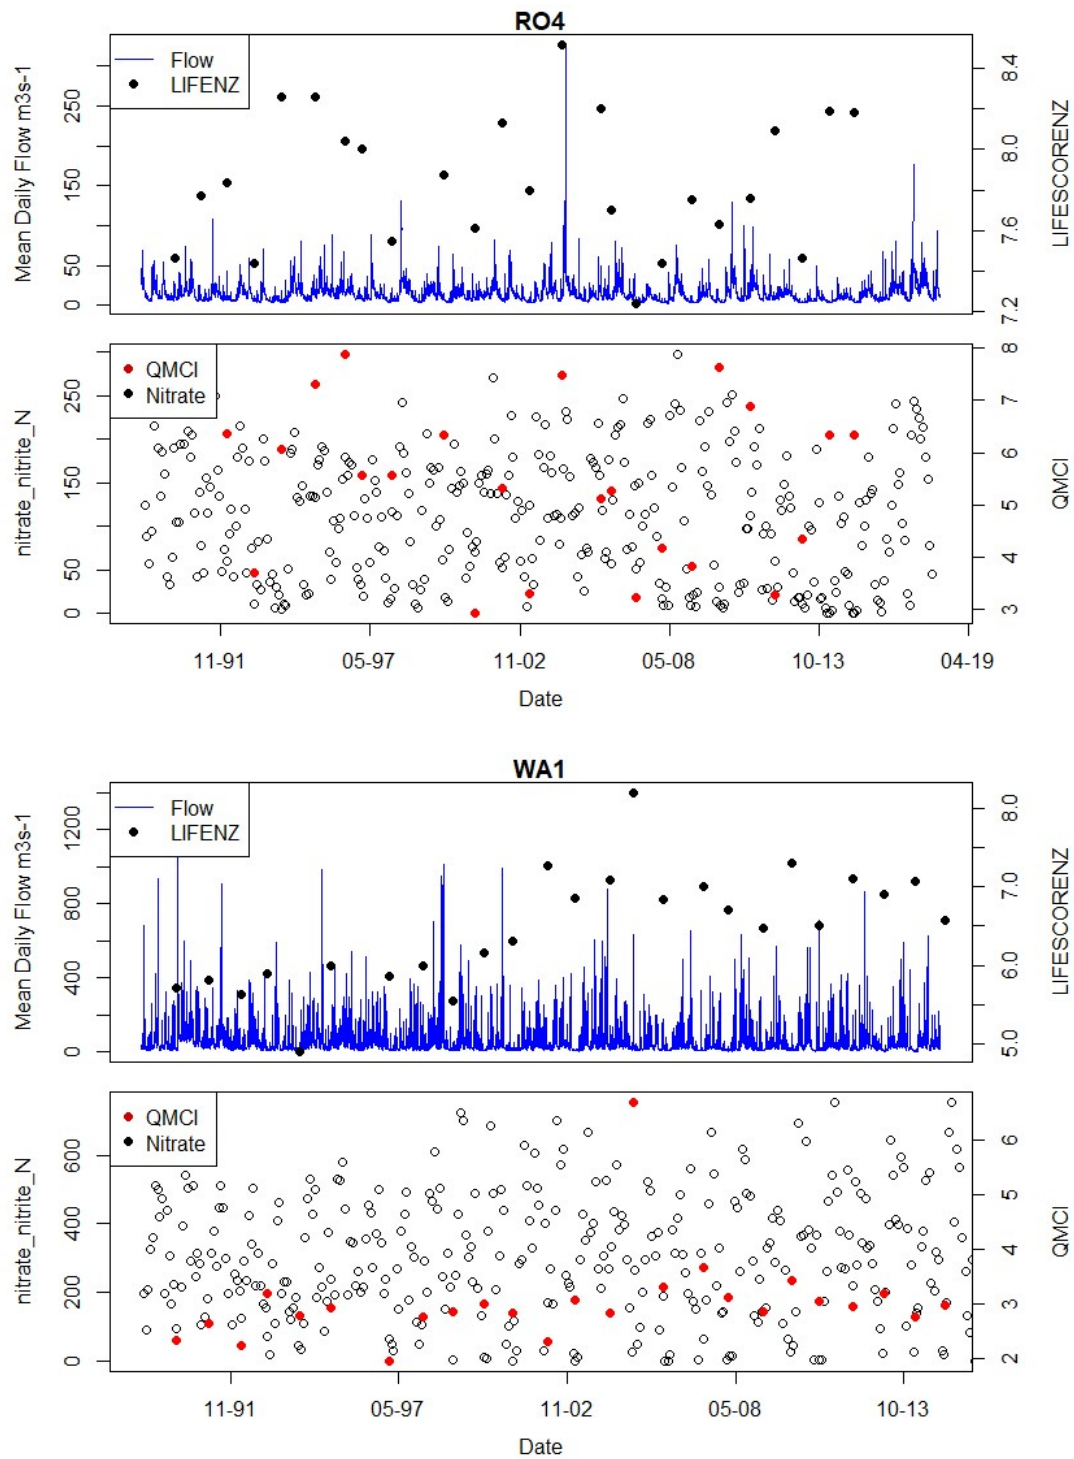 RO4
Flow
LIFENZ
Mean Daily Flow m3s-1
0
50
150
250
7.2
7.6
8.0
8.4
LIFESCORENZ
QMCI
Nitrate
nitrate_nitrite_N
0
50
150
250
3
4
5
6
7
8
QMCI
11-91
05-97
11-02
05-08
10-13
04-19
Date
WA1
Flow
LIFENZ
Mean Daily Flow m3s-1
0
400
800
1200
5.0
6.0
7.0
8.0
LIFESCORENZ
QMCI
Nitrate
nitrate_nitrite_N
0
200
400
600
2
3
4
5
6
QMCI
11-91
05-97
11-02
05-08
10-13
Date